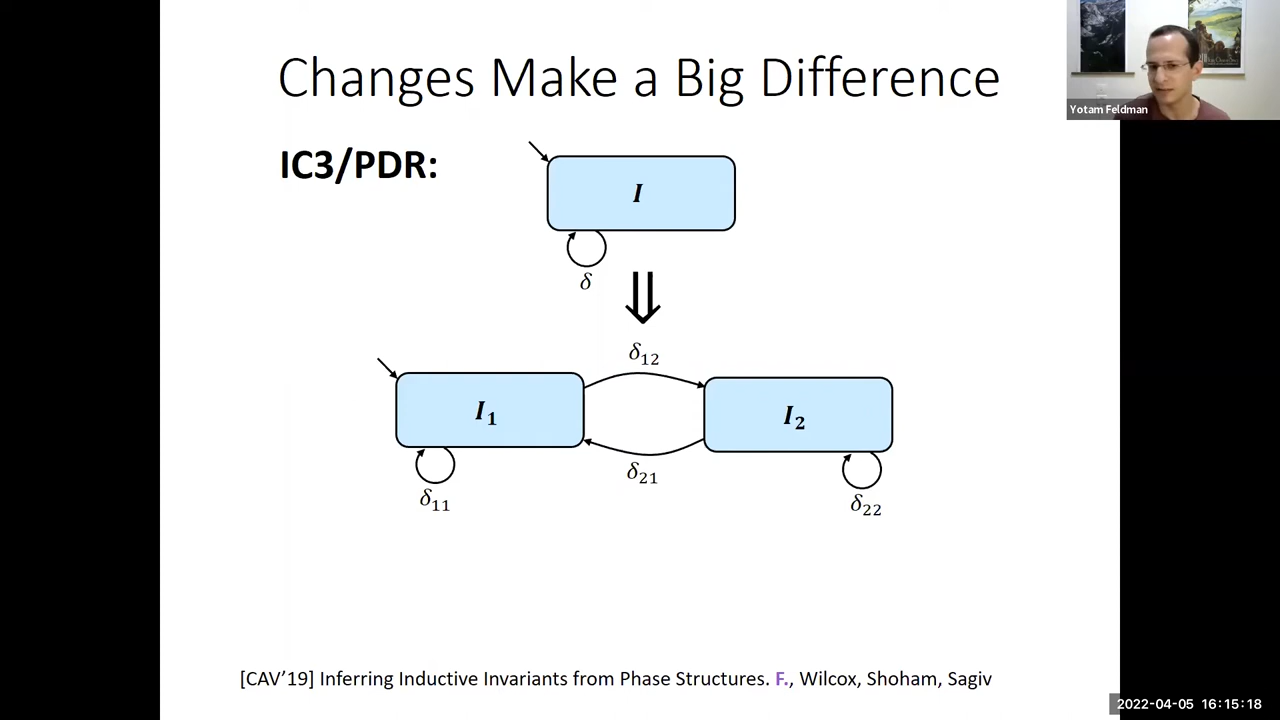 Changes Make a Big Difference
Yotam Feldman
IC3/PDR:
I
δ
δ₁₂
I₁
I₂
δ₂₁
δ₁₁
δ₂₂
[CAV'19] Inferring Inductive Invariants from Phase Structures. F., Wilcox, Shoham, Sagiv
2022-04-05 16:15:18